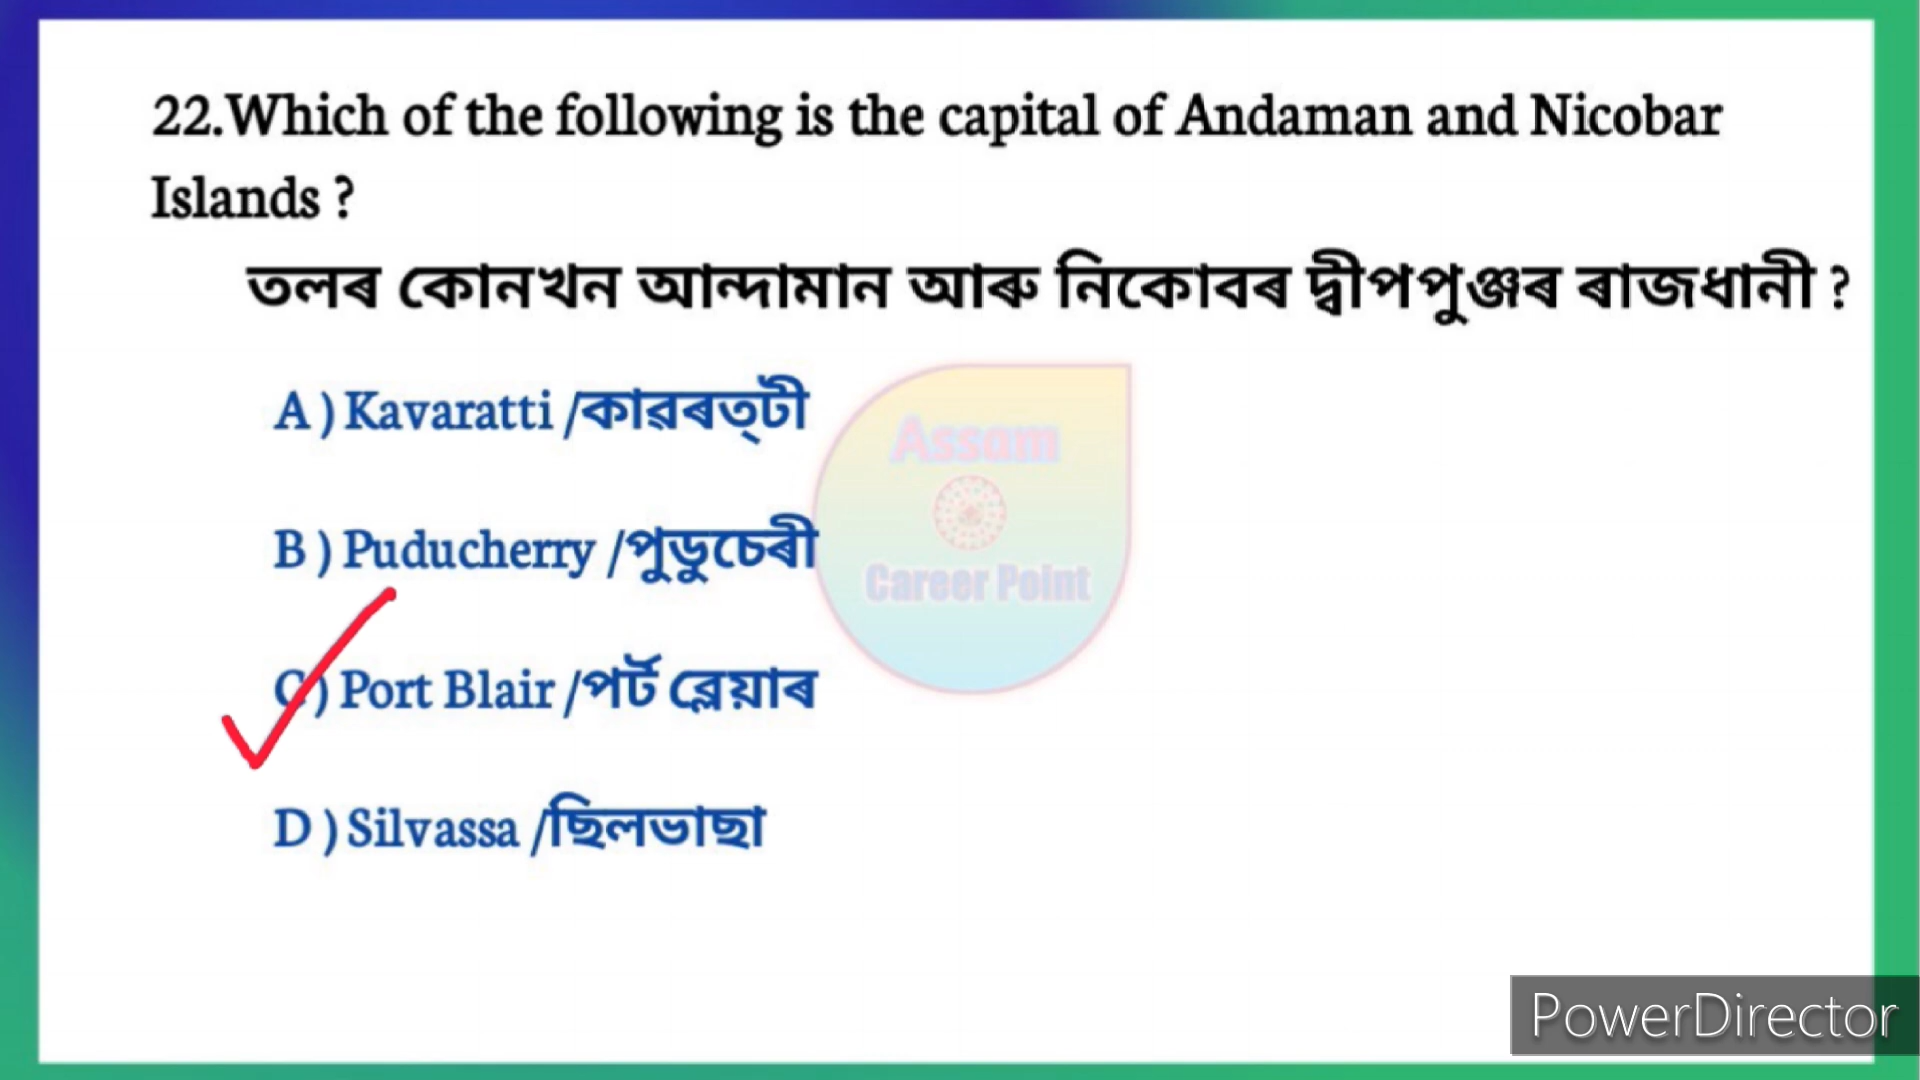 22.Which of the following is the capital of Andaman and Nicobar
Islands ?
তলৰ কোনখন আন্দামান আৰু নিকোবৰ দ্বীপপুঞ্জৰ ৰাজধানী ?
A ) Kavaratti /কাৱৰত্টী
B ) Puducherry /পুডুচেৰী
C ) Port Blair /পৰ্ট ব্লেয়াৰ
D ) Silvassa /ছিলভাছা
Assam
Career Point
PowerDirector